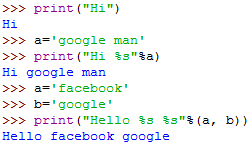 >>> print("Hi")
Hi
>>> a='google man'
>>> print("Hi %s"%a)
Hi google man
>>> a='facebook'
>>> b='google'
>>> print("Hello %s %s"%(a, b))
Hello facebook google